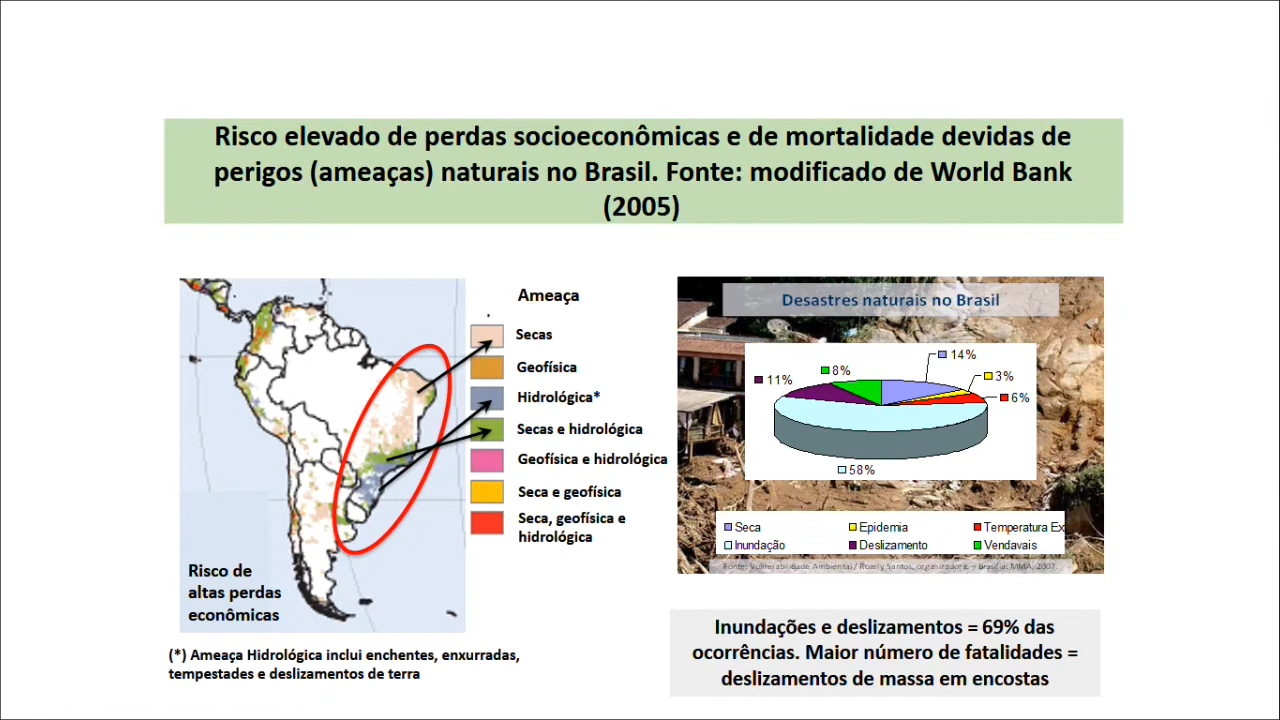 Risco elevado de perdas socioeconômicas e de mortalidade devidas de
perigos (ameaças) naturais no Brasil. Fonte: modificado de World Bank
(2005)
Ameaça
Secas
Geofísica
Hidrológica*
Secas e hidrológica
Geofísica e hidrológica
Seca e geofísica
Seca, geofísica e
hidrológica
Risco de
altas perdas
econômicas
(*) Ameaça Hidrológica inclui enchentes, enxurradas,
tempestades e deslizamentos de terra
Desastres naturais no Brasil
14%
8%
3%
11%
6%
58%
Seca
Epidemia
Temperatura Ex
Inundação
Deslizamento
Vendavais
Fonte: Vulnerabilidade Ambiental / Rozely Santos, organizadora. – Brasília: MMA, 2007.
Inundações e deslizamentos = 69% das
ocorrências. Maior número de fatalidades =
deslizamentos de massa em encostas